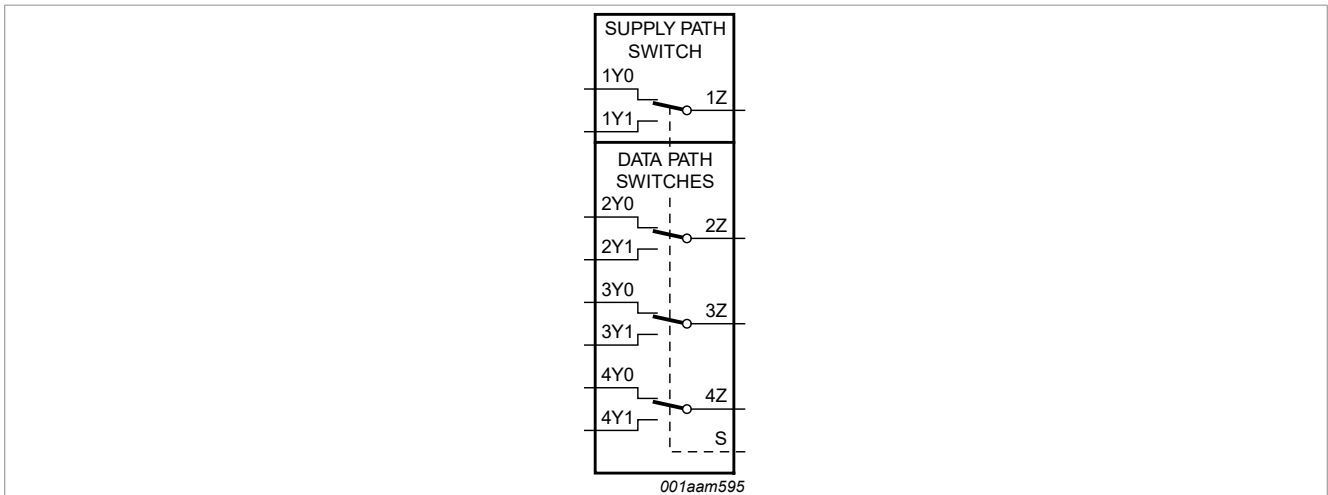 SUPPLY PATH
SWITCH
1Y0
1Z
1Y1
DATA PATH
SWITCHES
2Y0
2Z
2Y1
3Y0
3Z
3Y1
4Y0
4Z
4Y1
S
001aam595